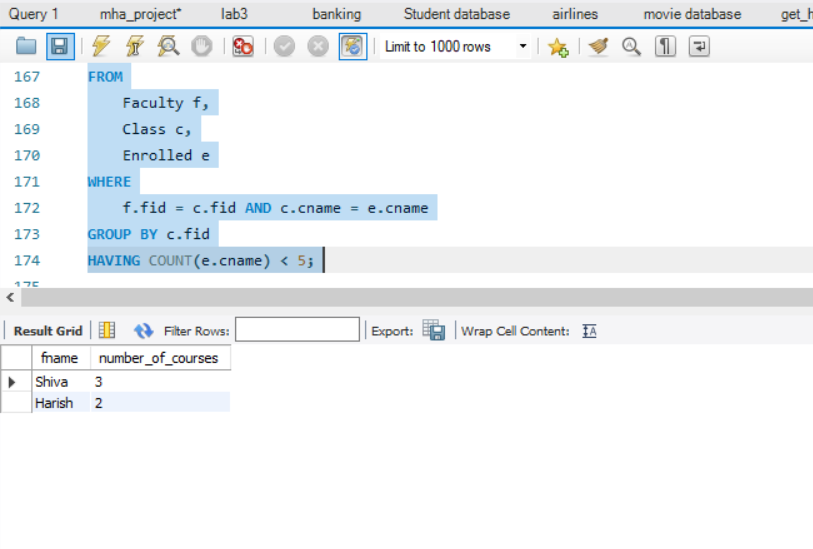 Query 1 mha_project* lab3 banking Student database airlines movie database get_h
Limit to 1000 rows
167 FROM
168 Faculty f,
169 Class c,
170 Enrolled e
171 WHERE
172 f.fid = c.fid AND c.cname = e.cname
173 GROUP BY c.fid
174 HAVING COUNT(e.cname) < 5;
175
Result Grid Filter Rows: Export: Wrap Cell Content: IA
fname number_of_courses
Shiva 3
Harish 2